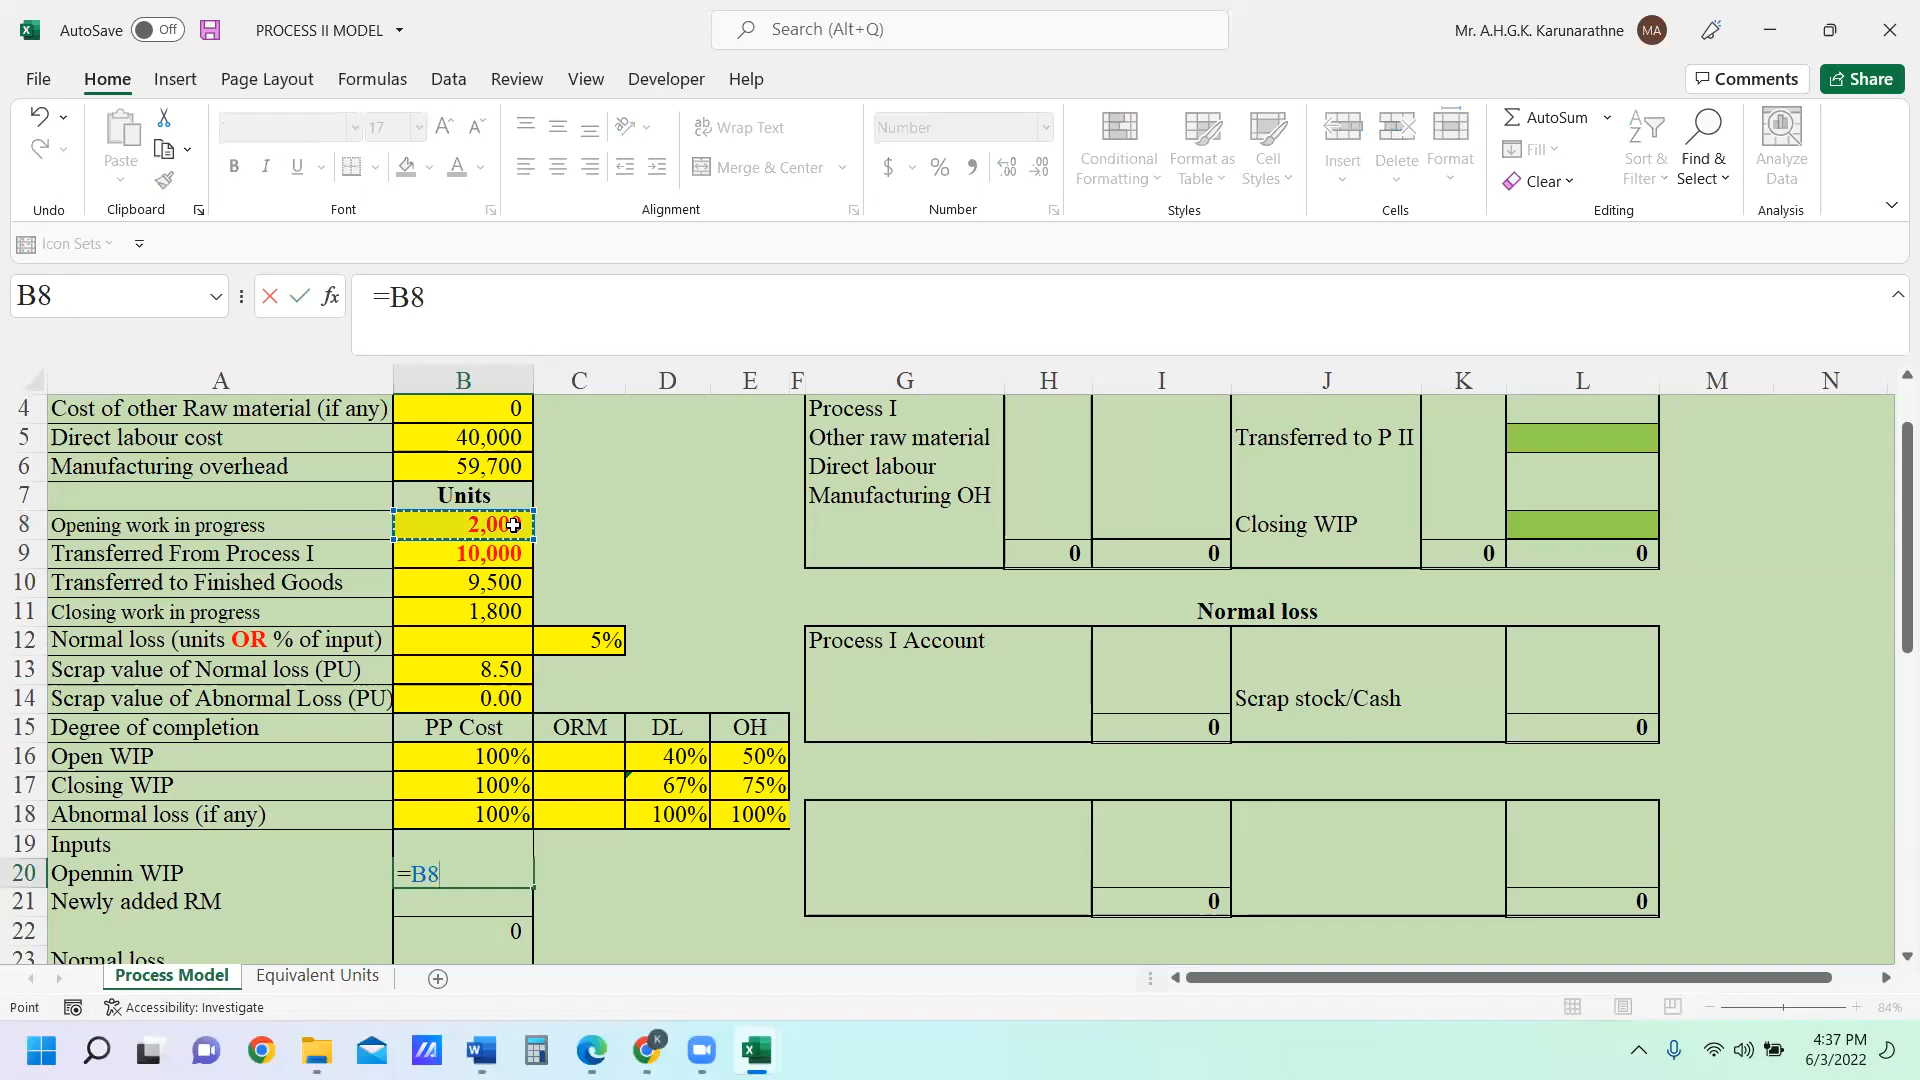 AutoSave Off PROCESS II MODEL Search (Alt+Q) Mr. A.H.G.K. Karunarathne MA
File Home Insert Page Layout Formulas Data Review View Developer Help Comments Share
17 Wrap Text Number AutoSum
Paste Merge & Center Conditional Formatting Format as Table Cell Styles Insert Delete Format Fill Clear Sort & Filter Find & Select Analyze Data
Undo Clipboard Font Alignment Number Styles Cells Editing Analysis
Icon Sets
B8 fx =B8
A B C D E F G H I J K L M N
4 Cost of other Raw material (if any) 0 Process I
5 Direct labour cost 40,000 Other raw material Transferred to P II
6 Manufacturing overhead 59,700 Direct labour
7 Units Manufacturing OH
8 Opening work in progress 2,000 Closing WIP
9 Transferred From Process I 10,000 0 0 0 0
10 Transferred to Finished Goods 9,500
11 Closing work in progress 1,800 Normal loss
12 Normal loss (units OR % of input) 5% Process I Account
13 Scrap value of Normal loss (PU) 8.50
14 Scrap value of Abnormal Loss (PU) 0.00 Scrap stock/Cash
15 Degree of completion PP Cost ORM DL OH 0 0
16 Open WIP 100% 40% 50%
17 Closing WIP 100% 67% 75%
18 Abnormal loss (if any) 100% 100% 100%
19 Inputs
20 Opennin WIP =B8
21 Newly added RM 0 0
22 0
23 Normal loss
Process Model Equivalent Units
Point Accessibility: Investigate 84%
4:37 PM
6/3/2022